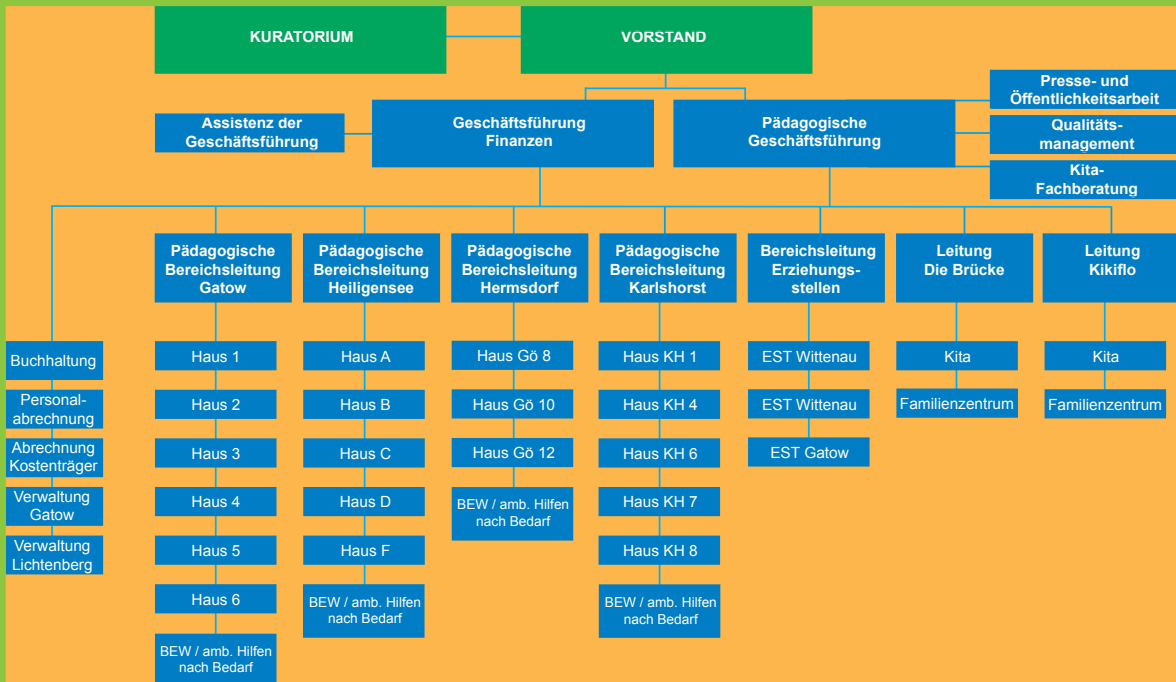 KURATORIUM
VORSTAND
Presse- und
Öffentlichkeitsarbeit
Assistenz der
Geschäftsführung
Geschäftsführung
Finanzen
Pädagogische
Geschäftsführung
Qualitäts-
management
Kita-
Fachberatung
Pädagogische
Bereichsleitung
Gatow
Pädagogische
Bereichsleitung
Heiligensee
Pädagogische
Bereichsleitung
Hermsdorf
Pädagogische
Bereichsleitung
Karlshorst
Bereichsleitung
Erziehungs-
stellen
Leitung
Die Brücke
Leitung
Kikiflo
Buchhaltung
Personal-
abrechnung
Abrechnung
Kostenträger
Verwaltung
Gatow
Verwaltung
Lichtenberg
Haus 1
Haus 2
Haus 3
Haus 4
Haus 5
Haus 6
BEW / amb. Hilfen
nach Bedarf
Haus A
Haus B
Haus C
Haus D
Haus F
BEW / amb. Hilfen
nach Bedarf
Haus Gö 8
Haus Gö 10
Haus Gö 12
BEW / amb. Hilfen
nach Bedarf
Haus KH 1
Haus KH 4
Haus KH 6
Haus KH 7
Haus KH 8
BEW / amb. Hilfen
nach Bedarf
EST Wittenau
EST Wittenau
EST Gatow
Kita
Familienzentrum
Kita
Familienzentrum